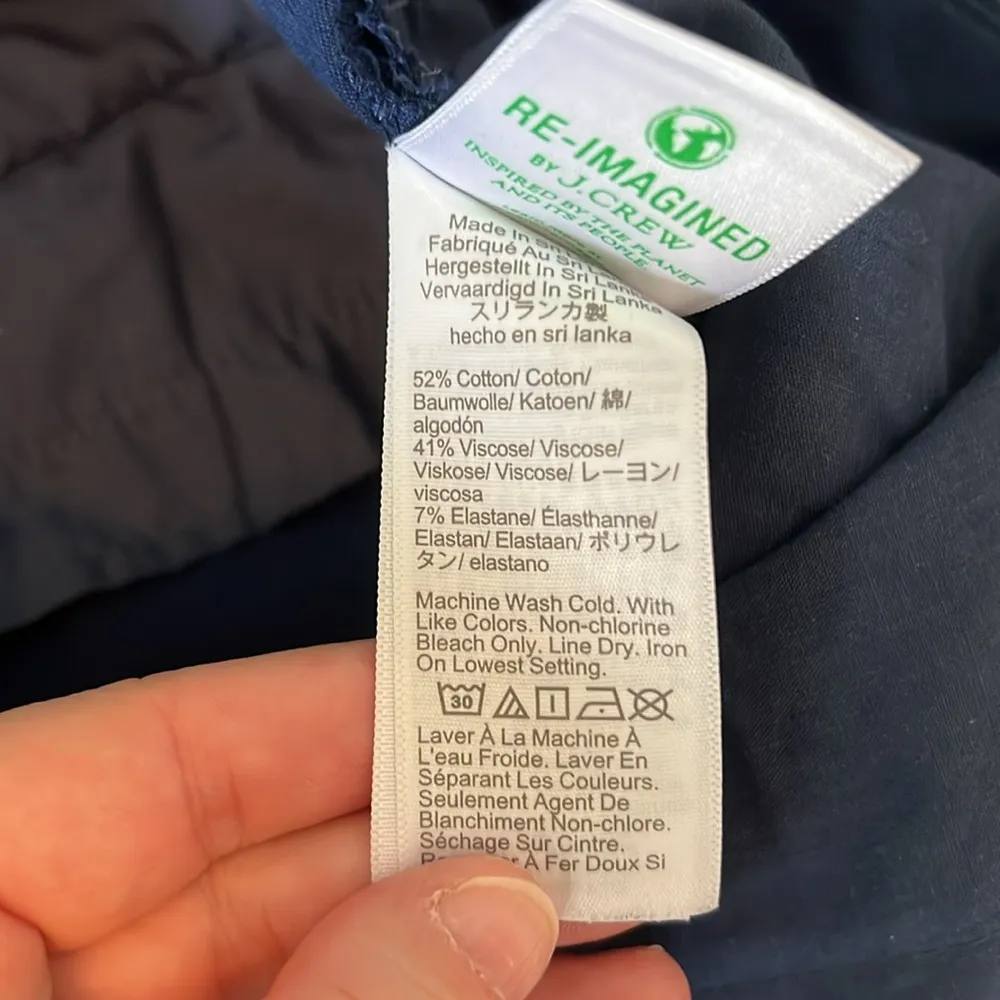 RE-IMAGINED
BY J.CREW
INSPIRED BY THE PLANET
AND ITS PEOPLE.
Made In
Fabriqué Au Sri
Hergestellt In Sri Lanka
Vervaardigd In Sri Lanka
スリランカ製
hecho en sri lanka
52% Cotton/ Coton/
Baumwolle/ Katoen/ 綿/
algodón
41% Viscose/ Viscose/
Viskose/ Viscose/ レーヨン/
viscosa
7% Elastane/ Élasthanne/
Elastan/ Elastaan/ ポリウレ
タン/ elastano
Machine Wash Cold. With
Like Colors. Non-chlorine
Bleach Only. Line Dry. Iron
On Lowest Setting.
30
Laver À La Machine À
L'eau Froide. Laver En
Séparant Les Couleurs.
Seulement Agent De
Blanchiment Non-chlore.
Séchage Sur Cintre.
À Fer Doux Si